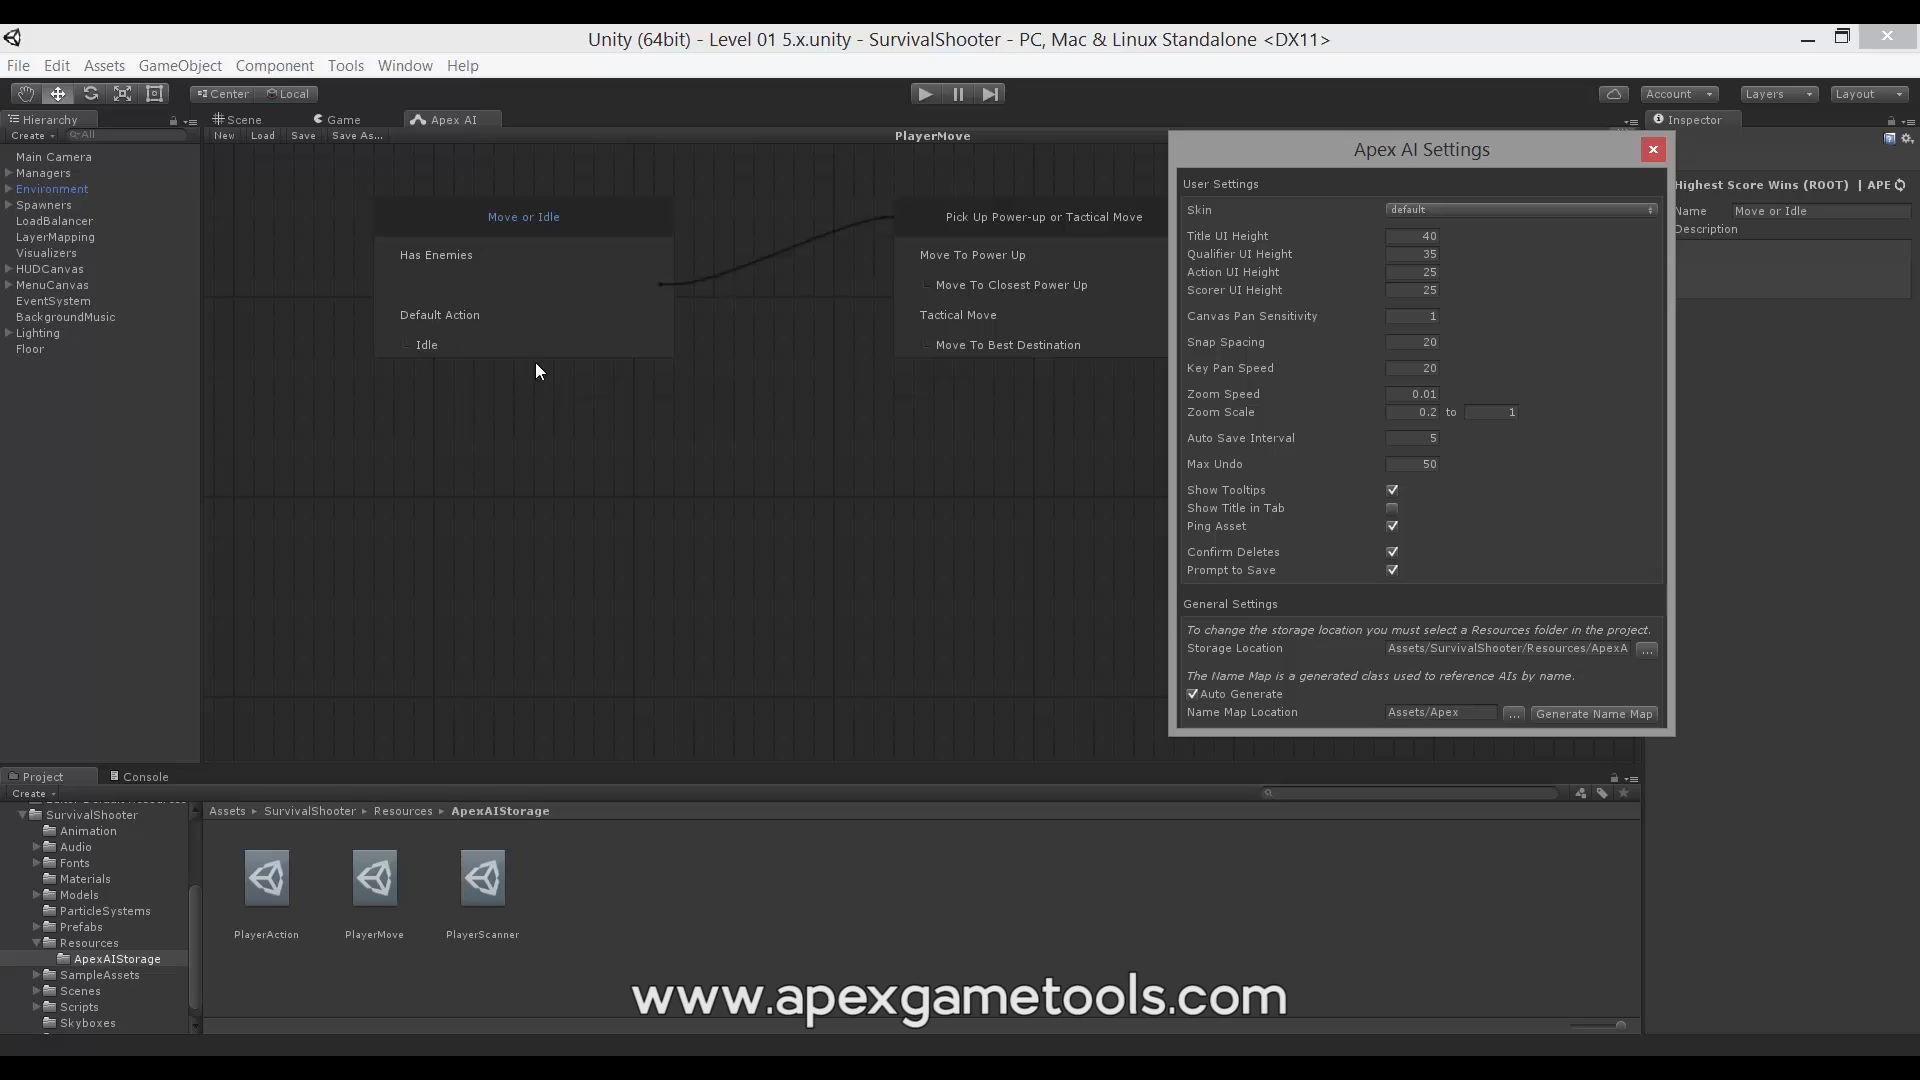 Unity (64bit) - Level 01 5.x.unity - SurvivalShooter - PC, Mac & Linux Standalone <DX11>
File Edit Assets GameObject Component Tools Window Help
Center Local Account Layers Layout
Hierarchy Scene Game Apex AI Inspector
Create All New Load Save Save As... PlayerMove
Main Camera
Managers
Environment
Spawners
LoadBalancer
LayerMapping
Visualizers
HUDCanvas
MenuCanvas
EventSystem
BackgroundMusic
Lighting
Floor
Move or Idle
Has Enemies
Default Action
Idle
Pick Up Power-up or Tactical Move
Move To Power Up
Move To Closest Power Up
Tactical Move
Move To Best Destination
Apex AI Settings
User Settings
Skin default
Title UI Height 40
Qualifier UI Height 35
Action UI Height 25
Scorer UI Height 25
Canvas Pan Sensitivity 1
Snap Spacing 20
Key Pan Speed 20
Zoom Speed 0.01
Zoom Scale 0.2 to 1
Auto Save Interval 5
Max Undo 50
Show Tooltips
Show Title in Tab
Ping Asset
Confirm Deletes
Prompt to Save
General Settings
To change the storage location you must select a Resources folder in the project.
Storage Location Assets/SurvivalShooter/Resources/ApexA ...
The Name Map is a generated class used to reference AIs by name.
Auto Generate
Name Map Location Assets/Apex ... Generate Name Map
Highest Score Wins (ROOT) | APE
Name Move or Idle
Description
Project Console
Create
SurvivalShooter
Animation
Audio
Fonts
Materials
Models
ParticleSystems
Prefabs
Resources
ApexAIStorage
SampleAssets
Scenes
Scripts
Skyboxes
Assets SurvivalShooter Resources ApexAIStorage
PlayerAction PlayerMove PlayerScanner
www.apexgametools.com